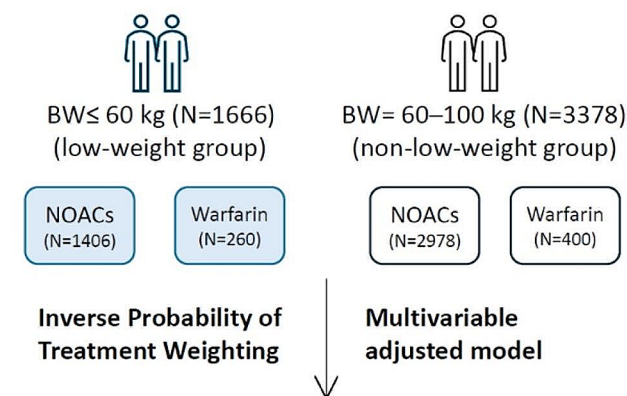 BW≤ 60 kg (N=1666)
(low-weight group)
BW= 60–100 kg (N=3378)
(non-low-weight group)
NOACs
(N=1406)
Warfarin
(N=260)
NOACs
(N=2978)
Warfarin
(N=400)
Inverse Probability of
Treatment Weighting
Multivariable
adjusted model